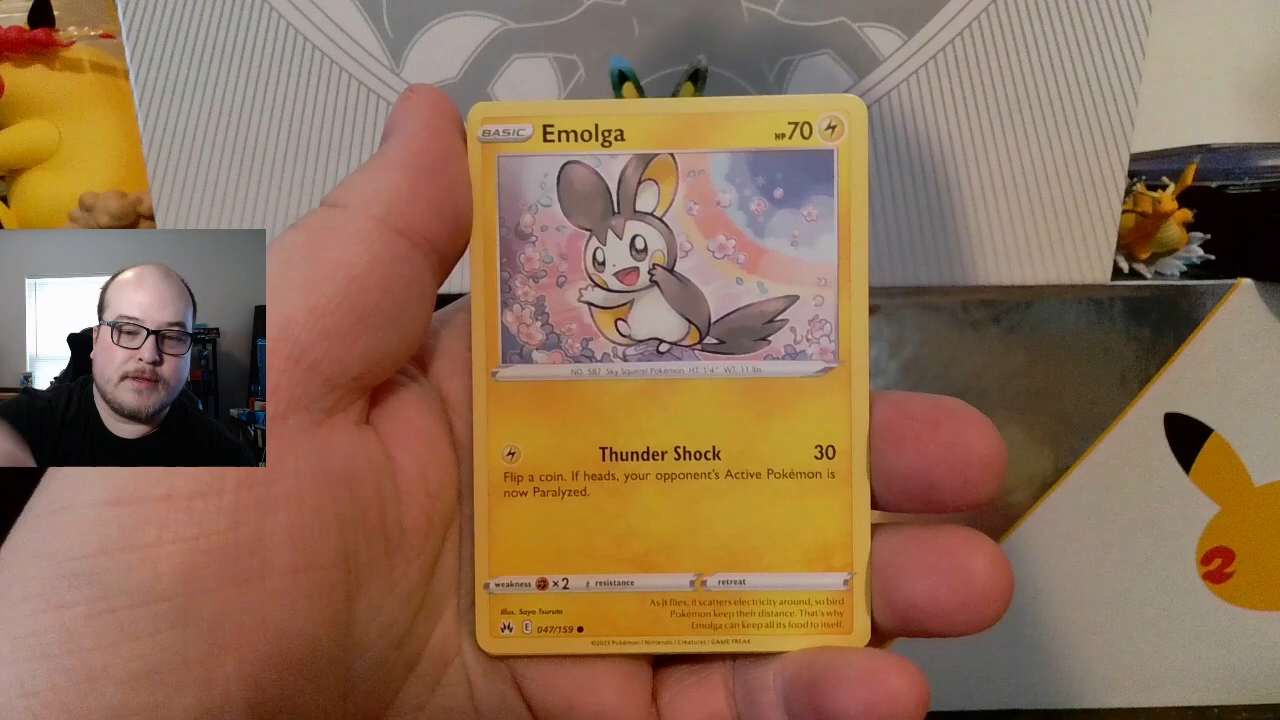 BASIC Emolga HP 70
NO. 587 Sky Squirrel Pokémon HT: 1'4" WT: 11 lbs
Thunder Shock 30
Flip a coin. If heads, your opponent's Active Pokémon is
now Paralyzed.
weakness ×2 resistance retreat
Illus. Saya Tsuruta
As it flies, it scatters electricity around, so bird
Pokémon keep their distance. That's why
Emolga can keep all its food to itself.
E 047/159
©2023 Pokémon / Nintendo / Creatures / GAME FREAK
2